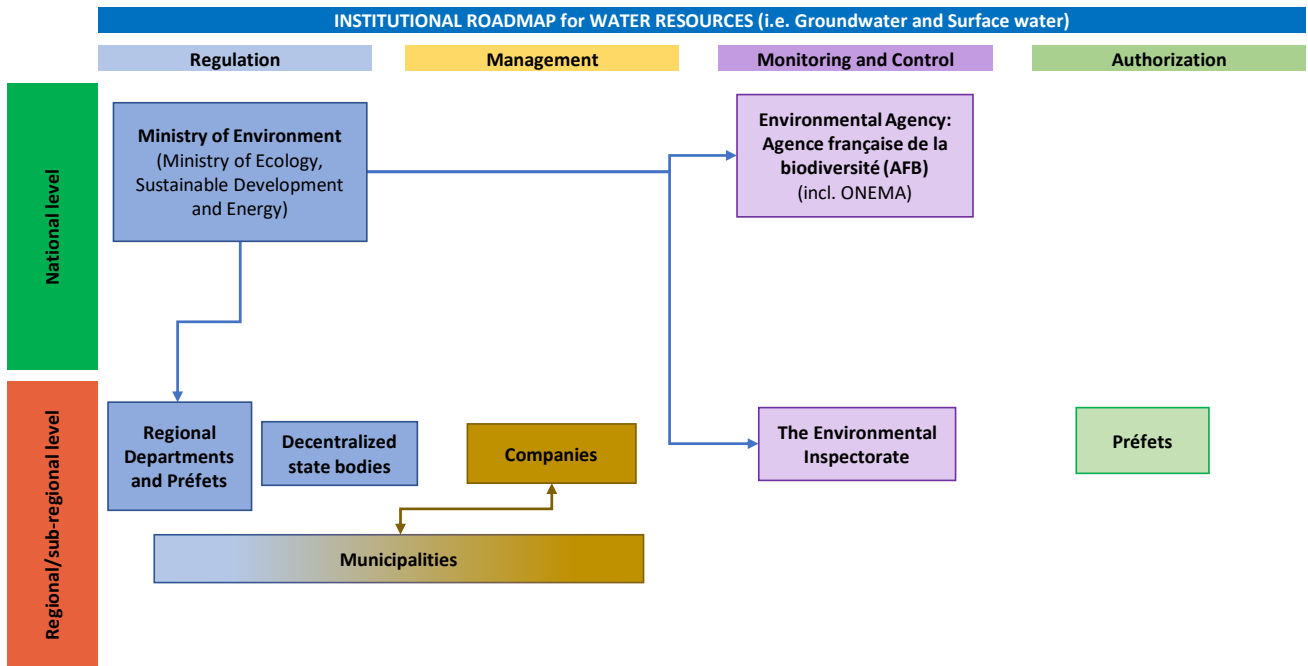 INSTITUTIONAL ROADMAP for WATER RESOURCES (i.e. Groundwater and Surface water)
Regulation
Management
Monitoring and Control
Authorization
National level
Ministry of Environment
(Ministry of Ecology,
Sustainable Development
and Energy)
Environmental Agency:
Agence française de la
biodiversité (AFB)
(incl. ONEMA)
Regional/sub-regional level
Regional
Departments
and Préfets
Decentralized
state bodies
Companies
The Environmental
Inspectorate
Préfets
Municipalities